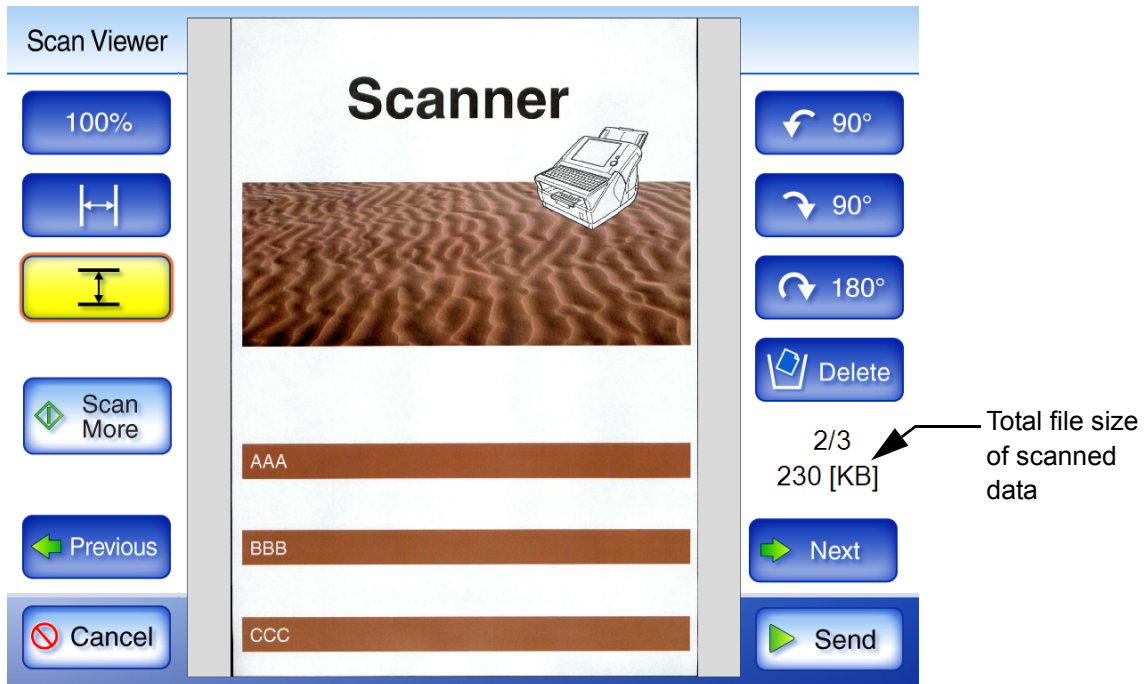 Scan Viewer
100%
Scan
More
Previous
Cancel
Scanner
AAA
BBB
CCC
90°
90°
180°
Delete
2/3
230 [KB]
Next
Send
Total file size
of scanned
data